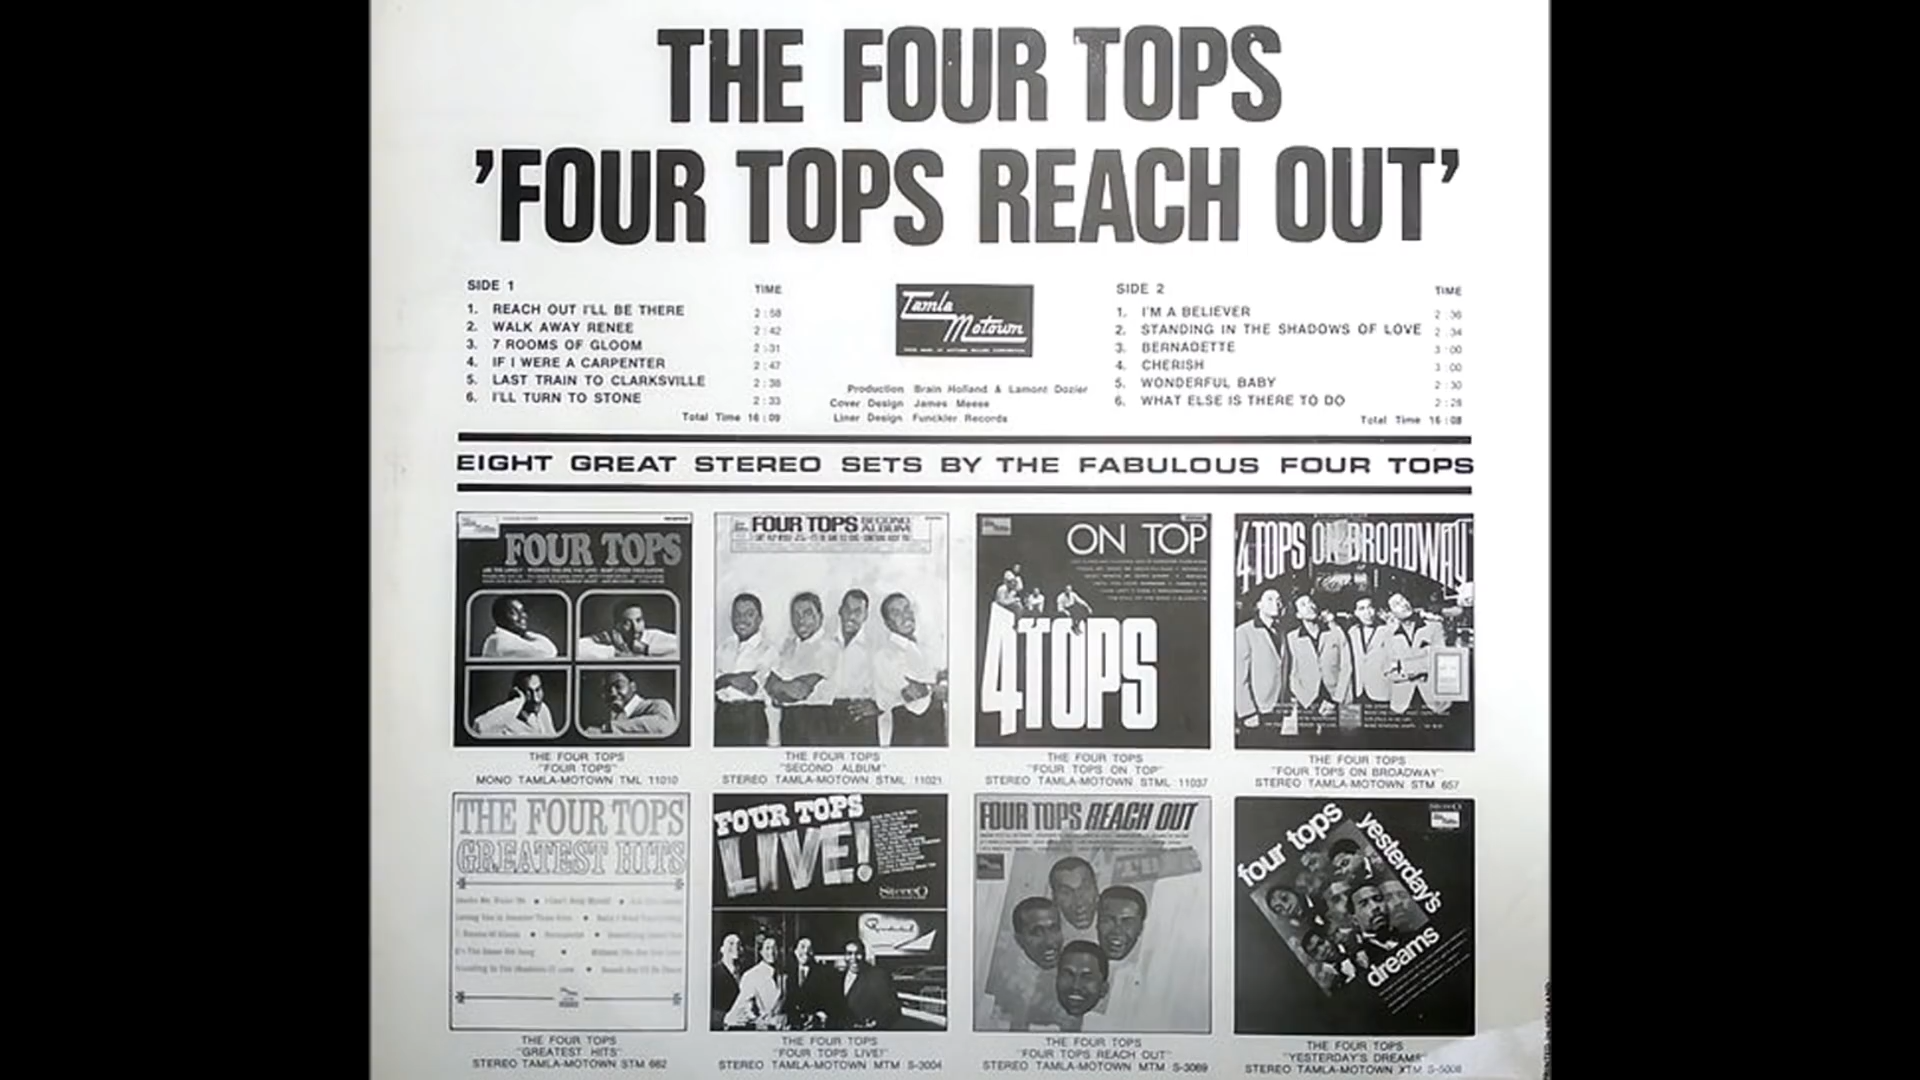 THE FOUR TOPS
’FOUR TOPS REACH OUT’
SIDE 1 TIME
1. REACH OUT I'LL BE THERE 2:58
2. WALK AWAY RENEE 2:42
3. 7 ROOMS OF GLOOM 2:31
4. IF I WERE A CARPENTER 2:47
5. LAST TRAIN TO CLARKSVILLE 2:38
6. I'LL TURN TO STONE 2:33
Total Time 16:09
Tamla
Motown
Production Brain Holland & Lamont Dozier
Cover Design James Meese
Liner Design Funckler Records
SIDE 2 TIME
1. I'M A BELIEVER 2:36
2. STANDING IN THE SHADOWS OF LOVE 2:34
3. BERNADETTE 3:00
4. CHERISH 3:00
5. WONDERFUL BABY 2:30
6. WHAT ELSE IS THERE TO DO 2:28
Total Time 16:08
EIGHT GREAT STEREO SETS BY THE FABULOUS FOUR TOPS
FOUR TOPS
THE FOUR TOPS
"FOUR TOPS"
MONO TAMLA-MOTOWN TML 11010
FOUR TOPS SECOND
ALBUM
THE FOUR TOPS
"SECOND ALBUM"
STEREO TAMLA-MOTOWN STML 11021
ON TOP
4TOPS
THE FOUR TOPS
"FOUR TOPS ON TOP"
STEREO TAMLA-MOTOWN STML 11037
4TOPS ON BROADWAY
THE FOUR TOPS
"FOUR TOPS ON BROADWAY"
STEREO TAMLA-MOTOWN STM 657
THE FOUR TOPS
GREATEST HITS
THE FOUR TOPS
"GREATEST HITS"
STEREO TAMLA-MOTOWN STM 662
FOUR TOPS
LIVE!
Stereo
THE FOUR TOPS
"FOUR TOPS LIVE!"
STEREO TAMLA-MOTOWN MTM S-3004
FOUR TOPS REACH OUT
THE FOUR TOPS
"FOUR TOPS REACH OUT"
STEREO TAMLA-MOTOWN MTM S-3069
four tops
yesterday's
dreams
THE FOUR TOPS
"YESTERDAY'S DREAMS"
STEREO TAMLA-MOTOWN XTM S-5008